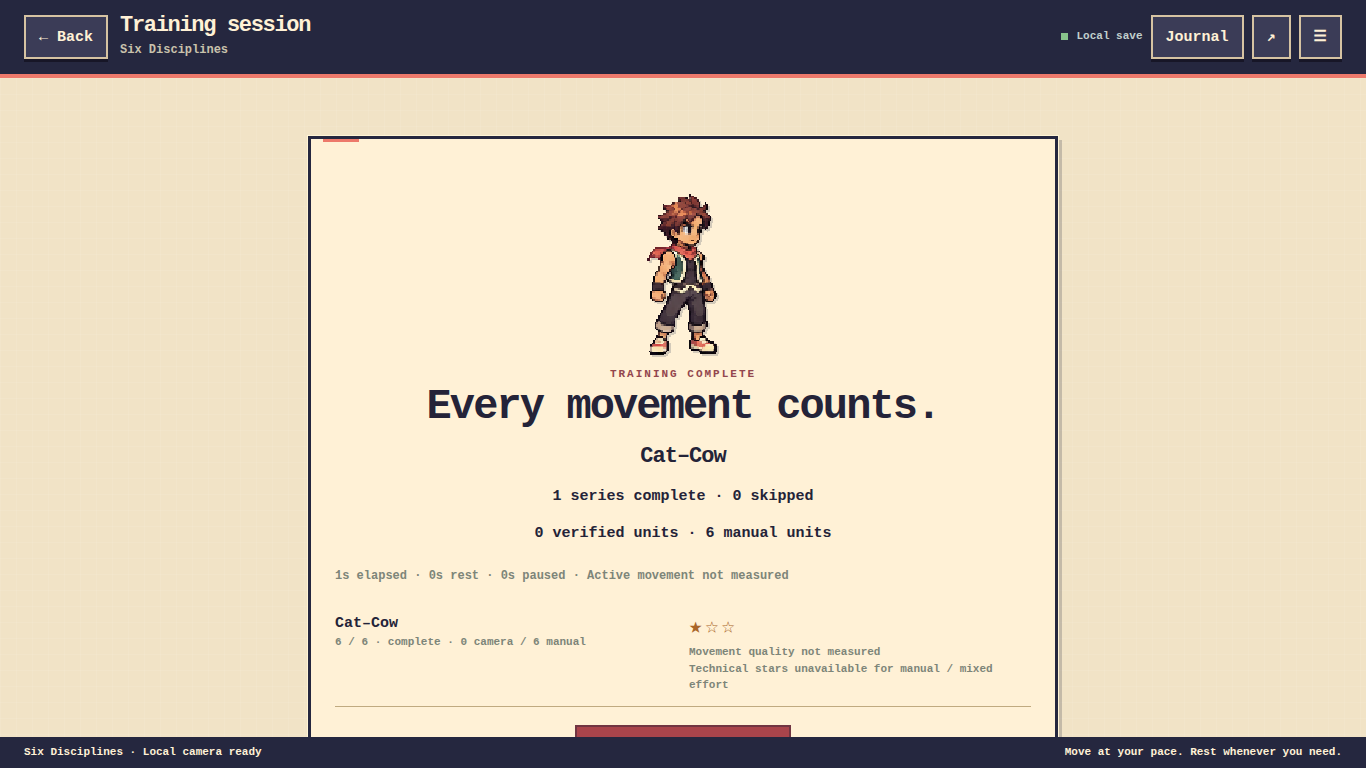 ← Back
Training session
Six Disciplines
Local save
Journal
↗
☰
TRAINING COMPLETE
Every movement counts.
Cat–Cow
1 series complete · 0 skipped
0 verified units · 6 manual units
1s elapsed · 0s rest · 0s paused · Active movement not measured
Cat–Cow
6 / 6 · complete · 0 camera / 6 manual
★☆☆
Movement quality not measured
Technical stars unavailable for manual / mixed
effort
Six Disciplines · Local camera ready
Move at your pace. Rest whenever you need.